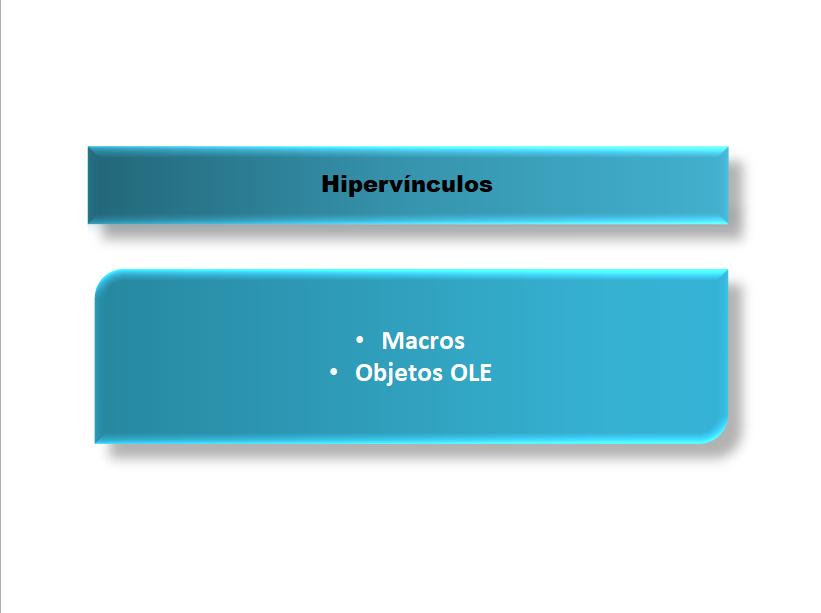 Hipervínculos
• Macros
• Objetos OLE